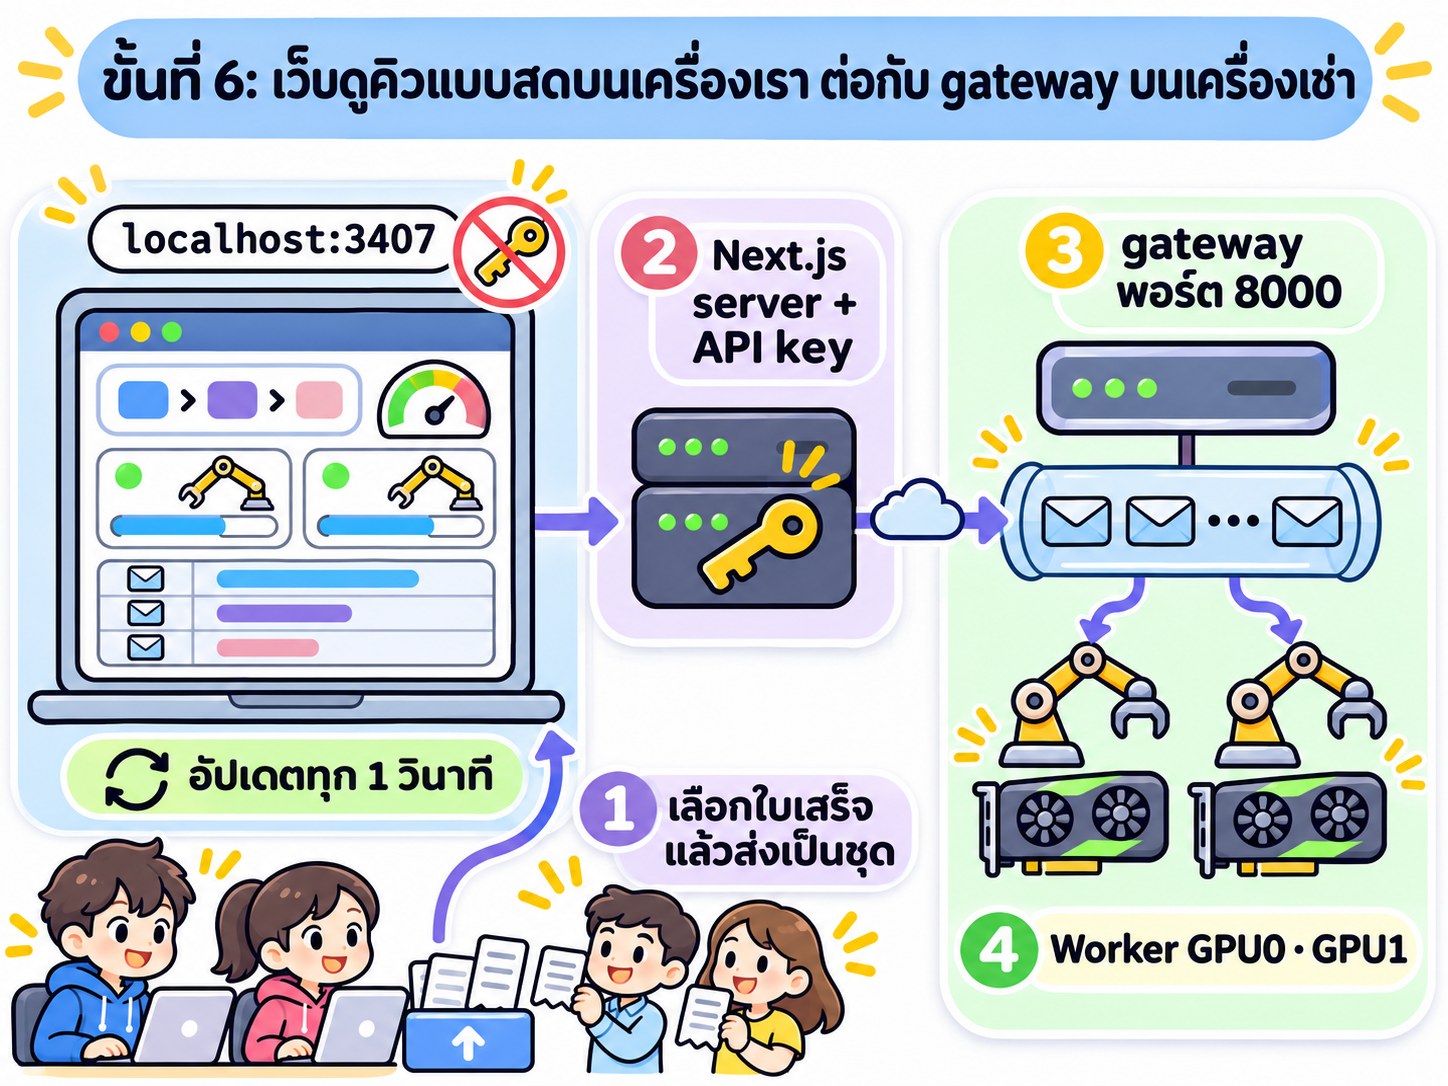 ขั้นที่ 6: เว็บดูคิวแบบสดบนเครื่องเรา ต่อกับ gateway บนเครื่องเช่า
localhost:3407
2
Next.js
server +
API key
3
gateway
พอร์ต 8000
อัปเดตทุก 1 วินาที
1
เลือกใบเสร็จ
แล้วส่งเป็นชุด
4
Worker GPU0 · GPU1